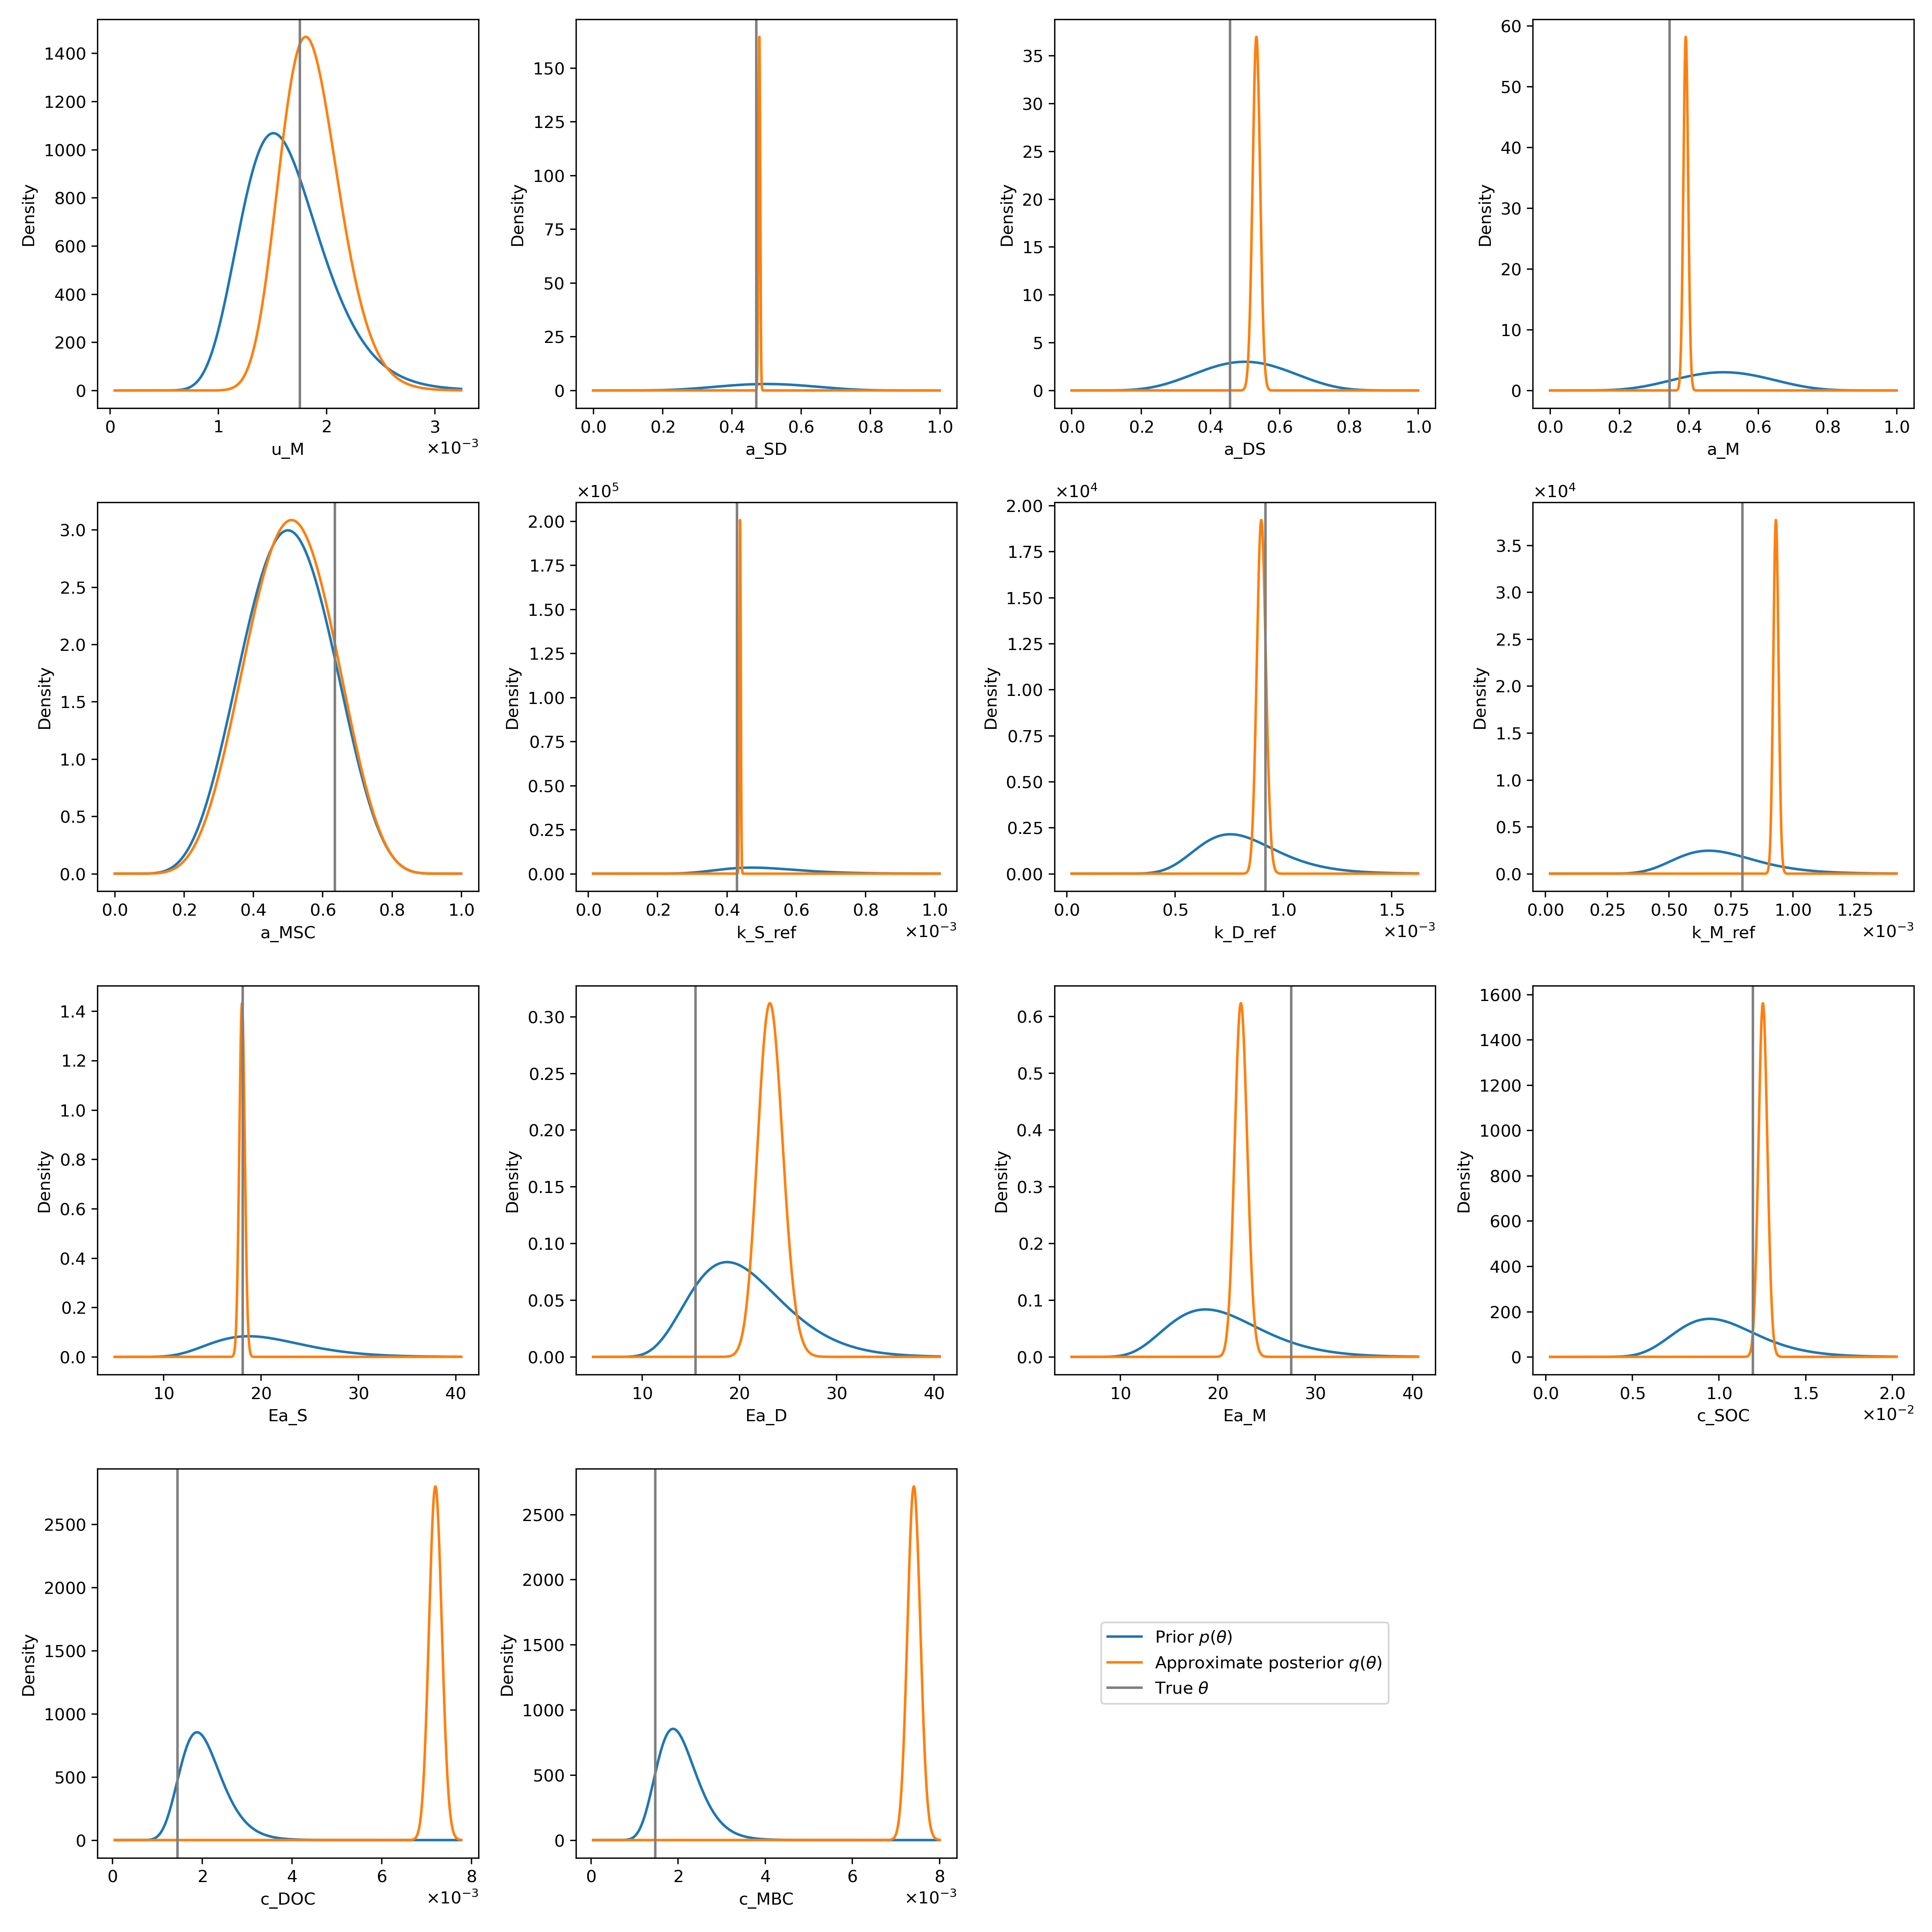 1400
1200
1000
800
600
400
200
0
Density
0 1 2 3
u_M
×10⁻³
150
125
100
75
50
25
0
Density
0.0 0.2 0.4 0.6 0.8 1.0
a_SD
35
30
25
20
15
10
5
0
Density
0.0 0.2 0.4 0.6 0.8 1.0
a_DS
60
50
40
30
20
10
0
Density
0.0 0.2 0.4 0.6 0.8 1.0
a_M
3.0
2.5
2.0
1.5
1.0
0.5
0.0
Density
0.0 0.2 0.4 0.6 0.8 1.0
a_MSC
×10⁵
2.00
1.75
1.50
1.25
1.00
0.75
0.50
0.25
0.00
Density
0.0 0.2 0.4 0.6 0.8 1.0
k_S_ref
×10⁻³
×10⁴
2.00
1.75
1.50
1.25
1.00
0.75
0.50
0.25
0.00
Density
0.0 0.5 1.0 1.5
k_D_ref
×10⁻³
×10⁴
3.5
3.0
2.5
2.0
1.5
1.0
0.5
0.0
Density
0.00 0.25 0.50 0.75 1.00 1.25
k_M_ref
×10⁻³
1.4
1.2
1.0
0.8
0.6
0.4
0.2
0.0
Density
10 20 30 40
Ea_S
0.30
0.25
0.20
0.15
0.10
0.05
0.00
Density
10 20 30 40
Ea_D
0.6
0.5
0.4
0.3
0.2
0.1
0.0
Density
10 20 30 40
Ea_M
1600
1400
1200
1000
800
600
400
200
0
Density
0.0 0.5 1.0 1.5 2.0
c_SOC
×10⁻²
2500
2000
1500
1000
500
0
Density
0 2 4 6 8
c_DOC
×10⁻³
2500
2000
1500
1000
500
0
Density
0 2 4 6 8
c_MBC
×10⁻³
Prior p(θ)
Approximate posterior q(θ)
True θ